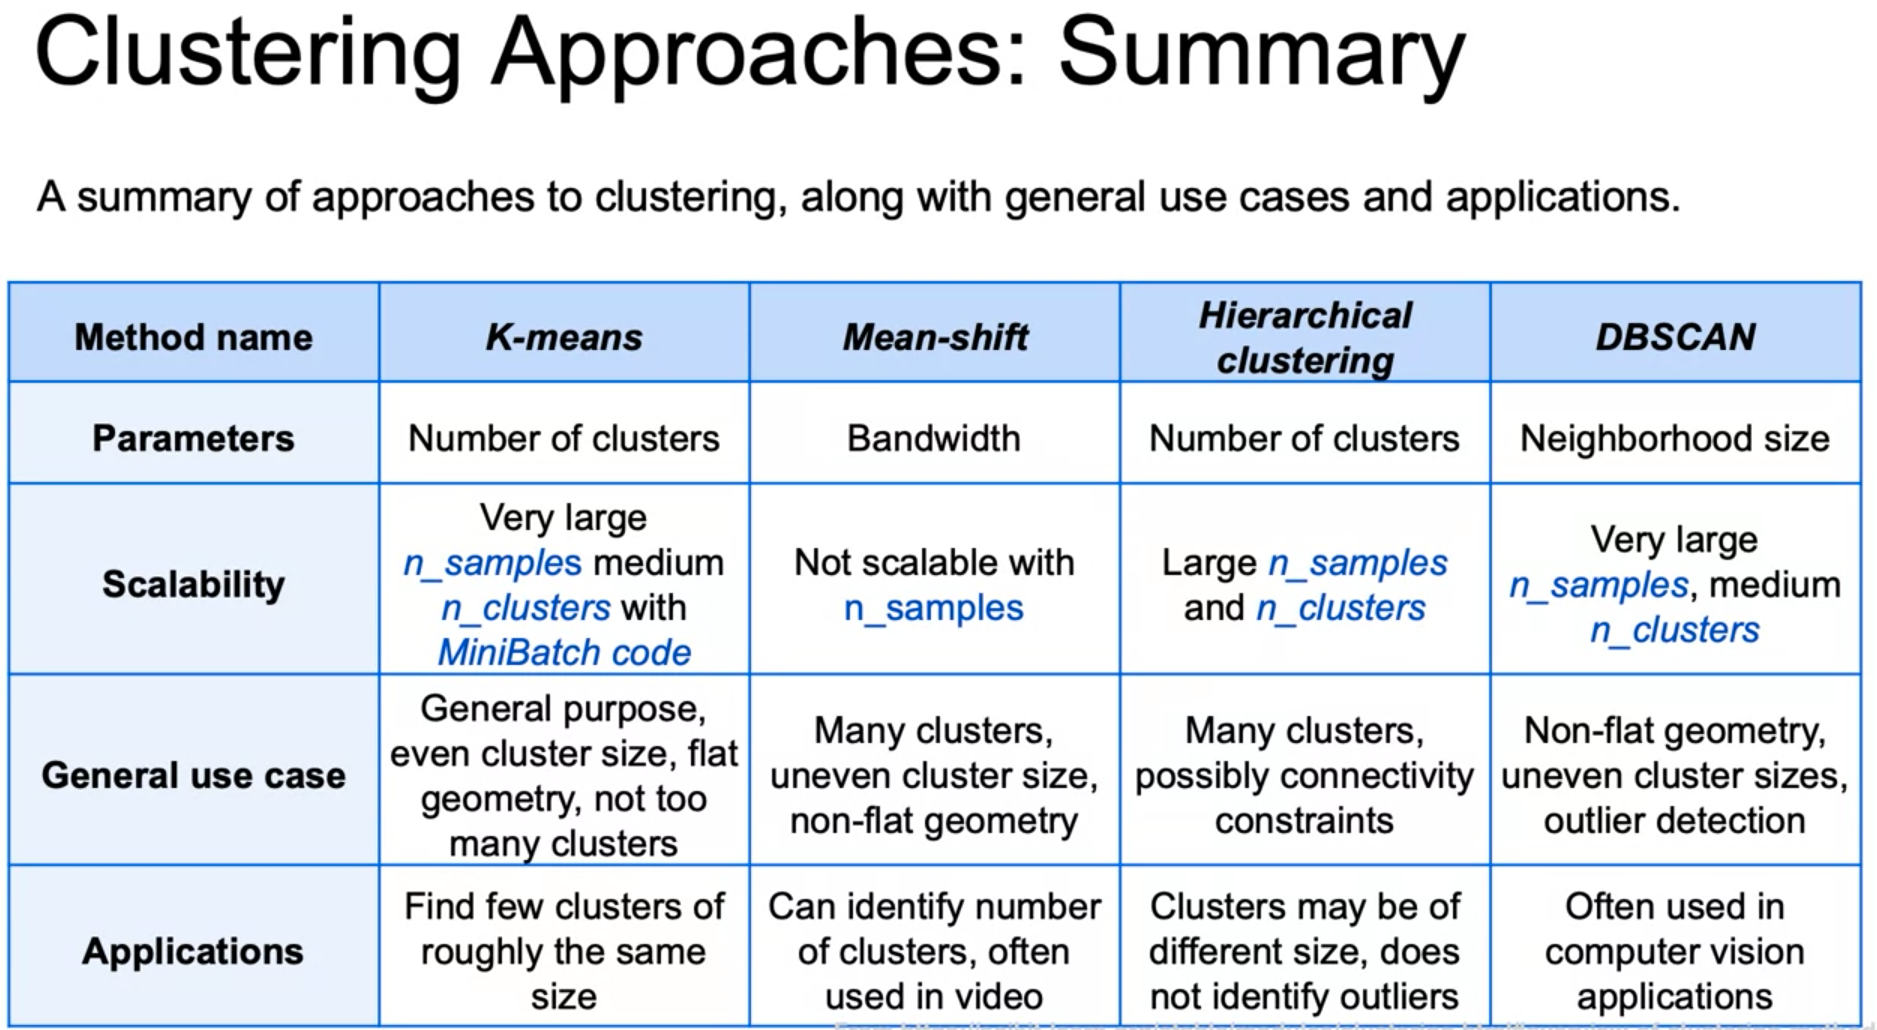 Clustering Approaches: Summary
A summary of approaches to clustering, along with general use cases and applications.
Method name
K-means
Mean-shift
Hierarchical
clustering
DBSCAN
Parameters
Number of clusters
Bandwidth
Number of clusters
Neighborhood size
Scalability
Very large
n_samples medium
n_clusters with
MiniBatch code
Not scalable with
n_samples
Large n_samples
and n_clusters
Very large
n_samples, medium
n_clusters
General use case
General purpose,
even cluster size, flat
geometry, not too
many clusters
Many clusters,
uneven cluster size,
non-flat geometry
Many clusters,
possibly connectivity
constraints
Non-flat geometry,
uneven cluster sizes,
outlier detection
Applications
Find few clusters of
roughly the same
size
Can identify number
of clusters, often
used in video
Clusters may be of
different size, does
not identify outliers
Often used in
computer vision
applications